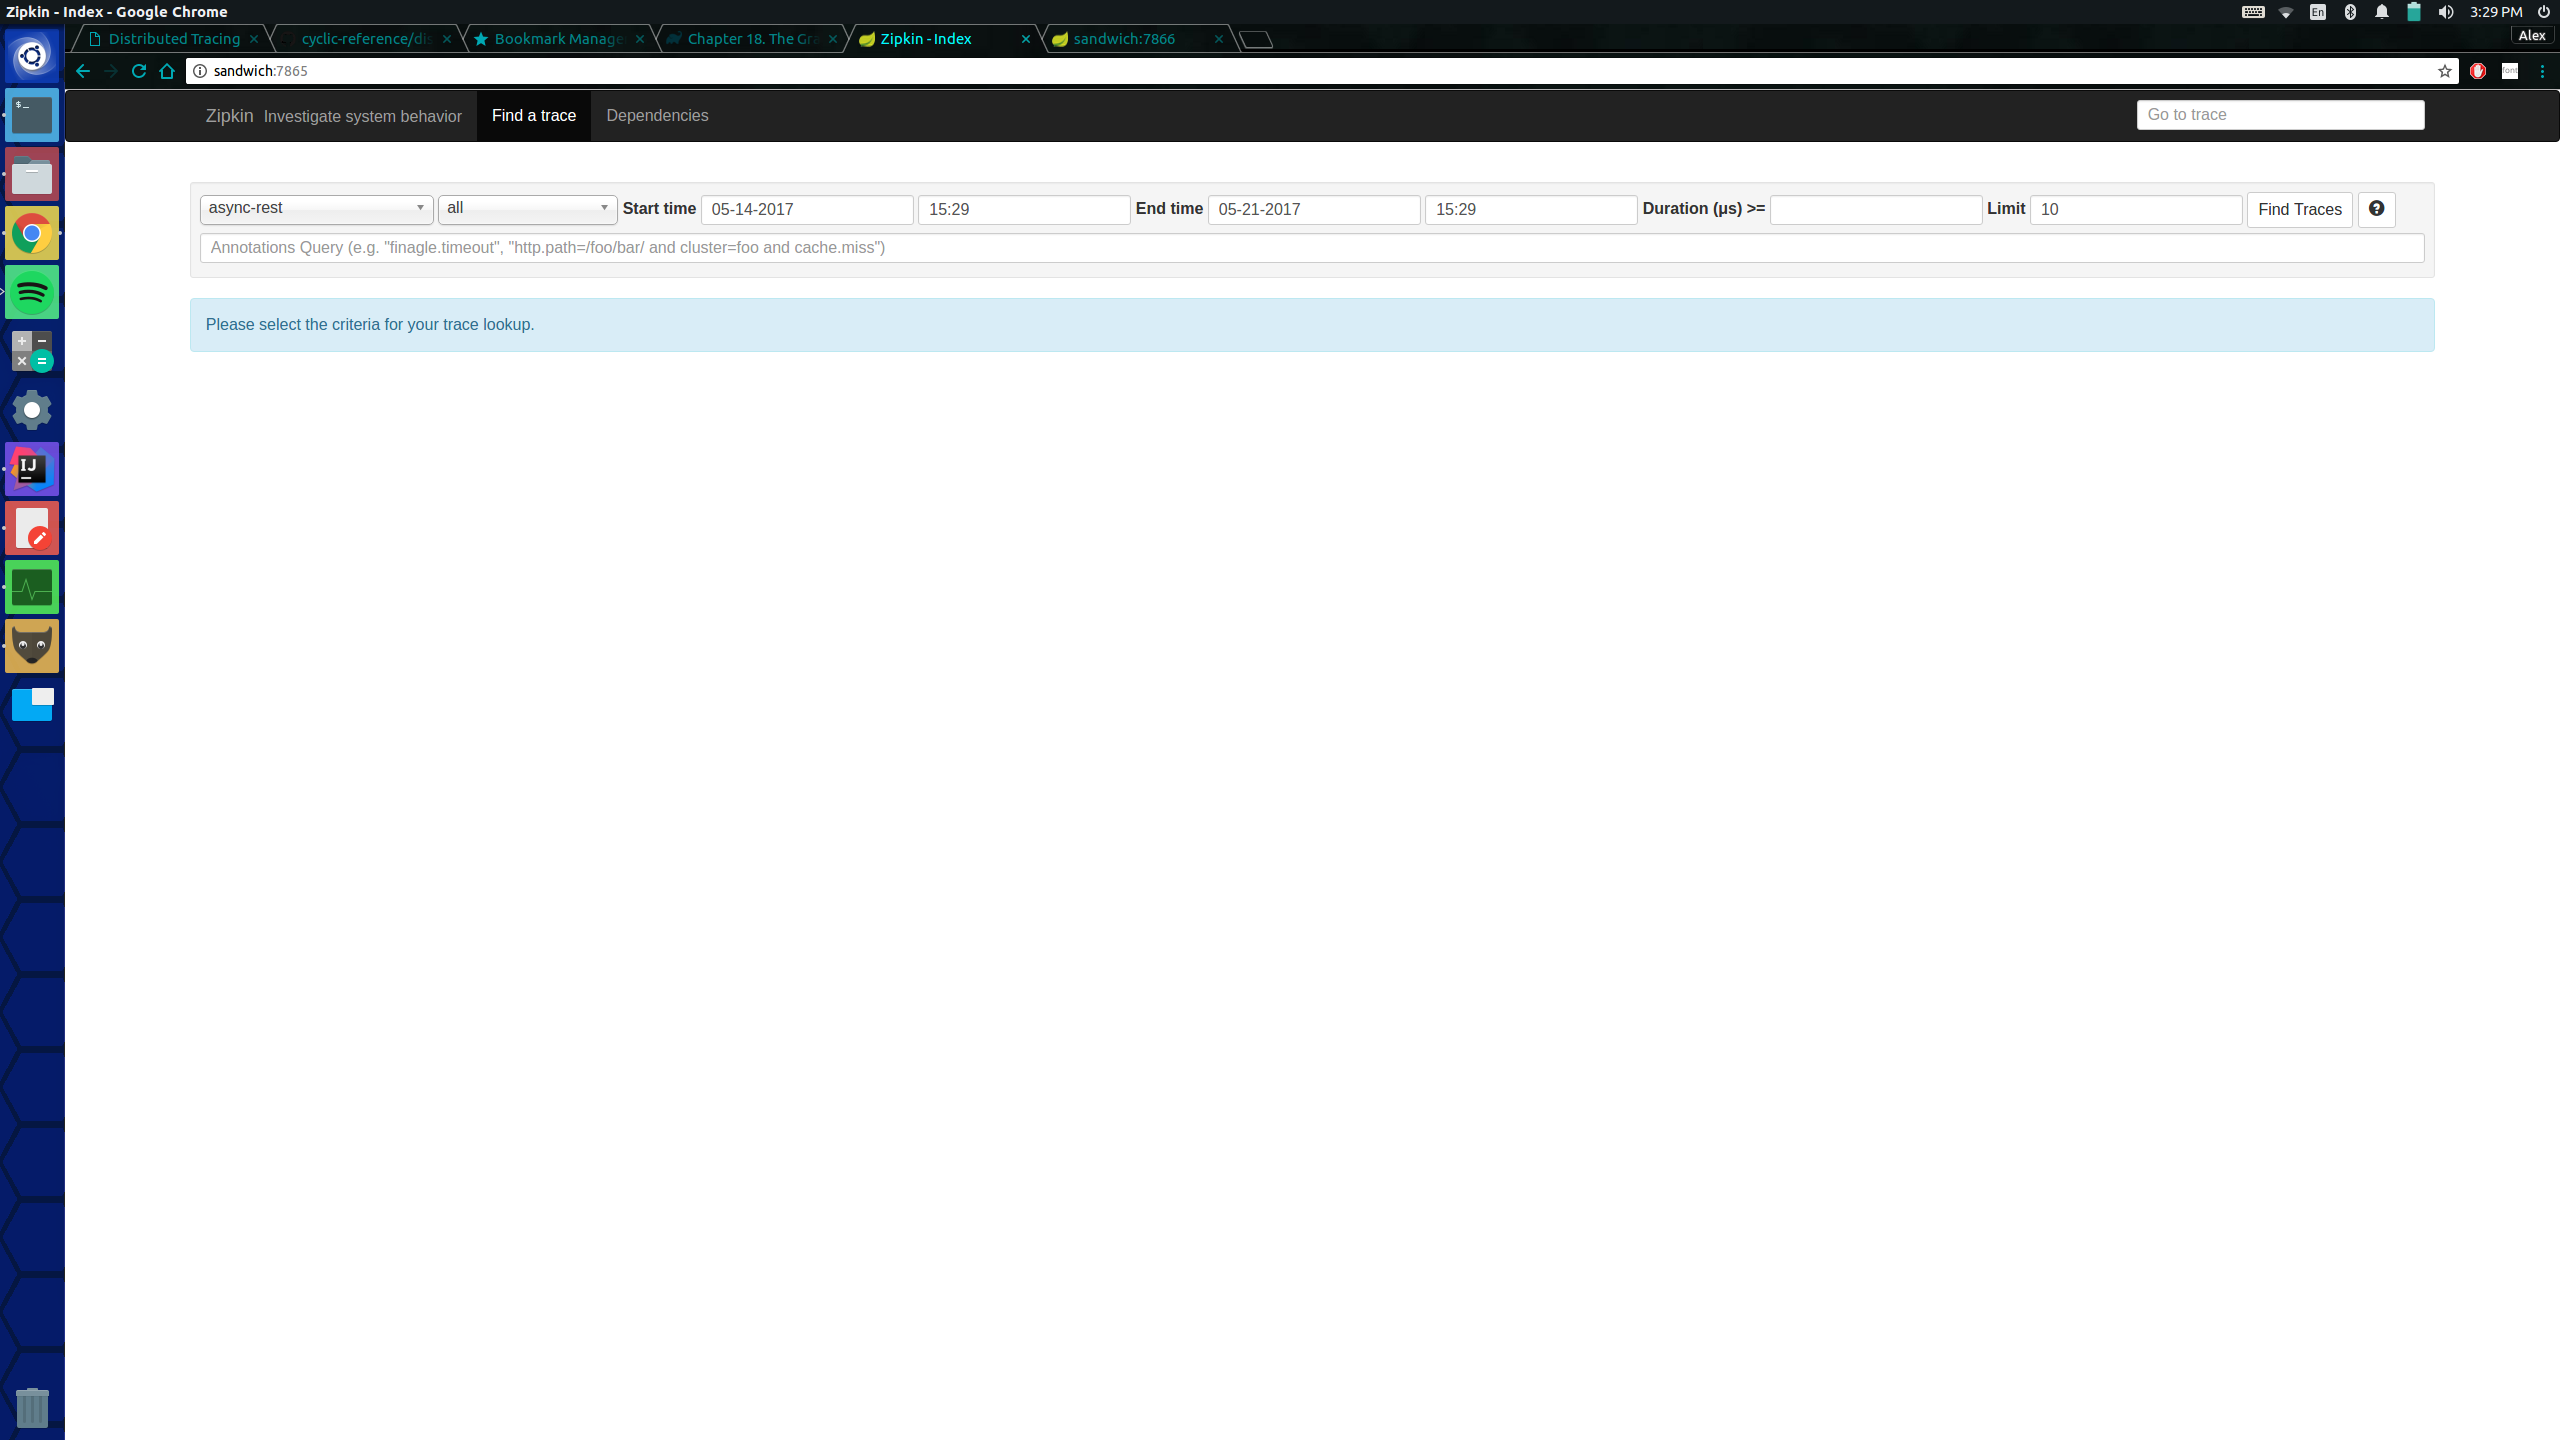 Zipkin - Index - Google Chrome
En
3:29 PM
Distributed Tracing
cyclic-reference/dis
Bookmark Manage
Chapter 18. The Gra
Zipkin - Index
sandwich:7866
Alex
sandwich:7865
Zipkin Investigate system behavior Find a trace Dependencies Go to trace
async-rest all Start time 05-14-2017 15:29 End time 05-21-2017 15:29 Duration (μs) >= Limit 10 Find Traces
Annotations Query (e.g. "finagle.timeout", "http.path=/foo/bar/ and cluster=foo and cache.miss")
Please select the criteria for your trace lookup.
$_
IJ